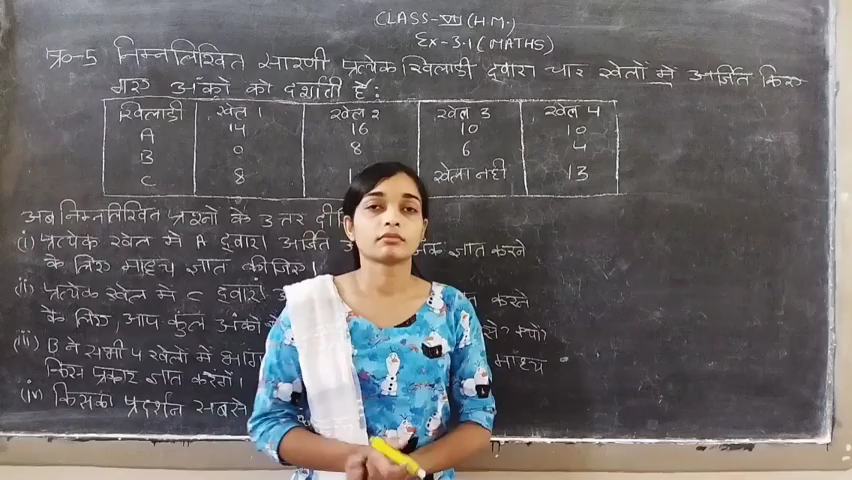 CLASS-VII (H.M.)
Ex-3.1 (MATHS)
प्र०-5 निम्नलिखित सारणी प्रत्येक खिलाडी द्वारा चार खेलों में अर्जित किए
गए अंको को दर्शाती है:
खिलाडी खेल 1 खेल 2 खेल 3 खेल 4
A 14 16 10 10
B 0 8 6 4
C 8 1 खेला नही 13
अब निम्नलिखित प्रश्नों के उत्तर
(i) प्रत्येक खेल में A द्वारा अर्जित ज्ञात करने
के लिए माध्य ज्ञात कीजिए।
(ii) प्रत्येक खेल में C द्वारा करने
के लिए, आप कुल अंको क्यों?
(iii) B ने सभी 4 खेलों में माध्य
किस प्रकार ज्ञात करेंगे।
(iv) किसका प्रदर्शन सबसे